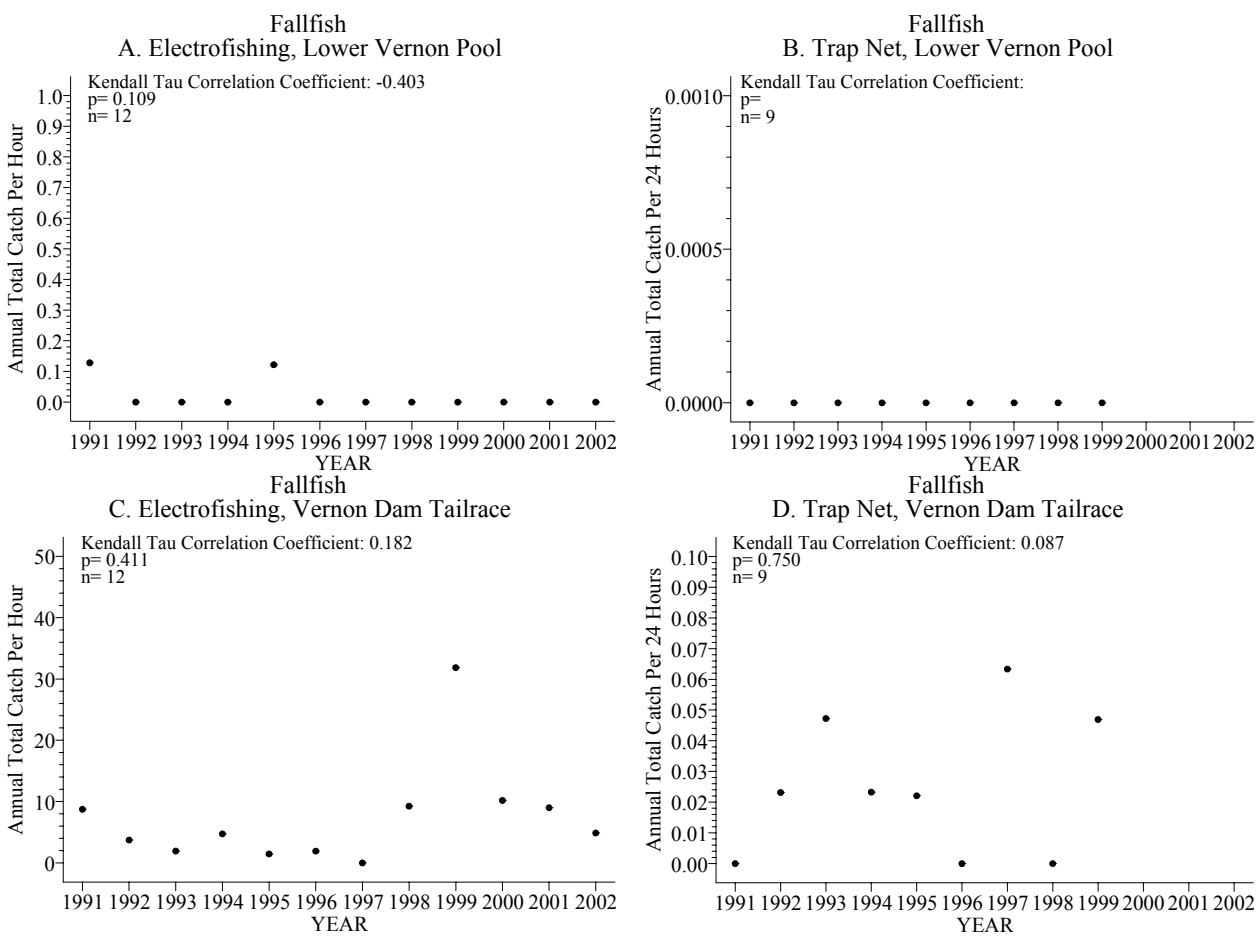 Fallfish
A. Electrofishing, Lower Vernon Pool
Kendall Tau Correlation Coefficient: -0.403
p= 0.109
n= 12
Annual Total Catch Per Hour
1.0
0.9
0.8
0.7
0.6
0.5
0.4
0.3
0.2
0.1
0.0
1991 1992 1993 1994 1995 1996 1997 1998 1999 2000 2001 2002
YEAR
Fallfish
B. Trap Net, Lower Vernon Pool
Kendall Tau Correlation Coefficient:
p=
n= 9
Annual Total Catch Per 24 Hours
0.0010
0.0005
0.0000
1991 1992 1993 1994 1995 1996 1997 1998 1999 2000 2001 2002
YEAR
Fallfish
C. Electrofishing, Vernon Dam Tailrace
Kendall Tau Correlation Coefficient: 0.182
p= 0.411
n= 12
Annual Total Catch Per Hour
50
40
30
20
10
0
1991 1992 1993 1994 1995 1996 1997 1998 1999 2000 2001 2002
YEAR
Fallfish
D. Trap Net, Vernon Dam Tailrace
Kendall Tau Correlation Coefficient: 0.087
p= 0.750
n= 9
Annual Total Catch Per 24 Hours
0.10
0.09
0.08
0.07
0.06
0.05
0.04
0.03
0.02
0.01
0.00
1991 1992 1993 1994 1995 1996 1997 1998 1999 2000 2001 2002
YEAR